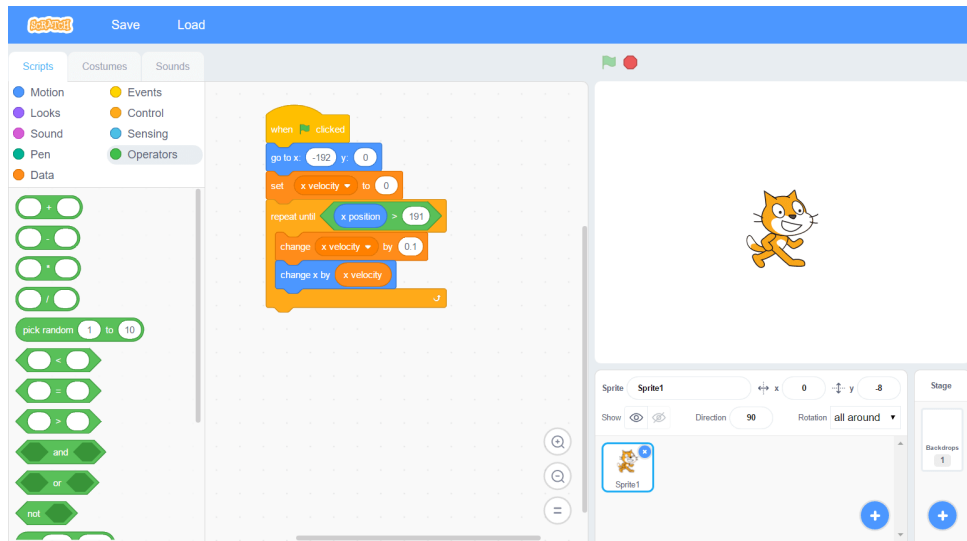 SCRATCH Save Load
Scripts Costumes Sounds
Motion Events
Looks Control
Sound Sensing
Pen Operators
Data
+
-
*
/
pick random 1 to 10
<
=
>
and
or
not
when clicked
go to x: -192 y: 0
set x velocity ▾ to 0
repeat until x position > 191
change x velocity ▾ by 0.1
change x by x velocity
=
Sprite Sprite1 x 0 y -8
Show Direction 90 Rotation all around ▾
Sprite1
+
Stage
Backdrops
1
+